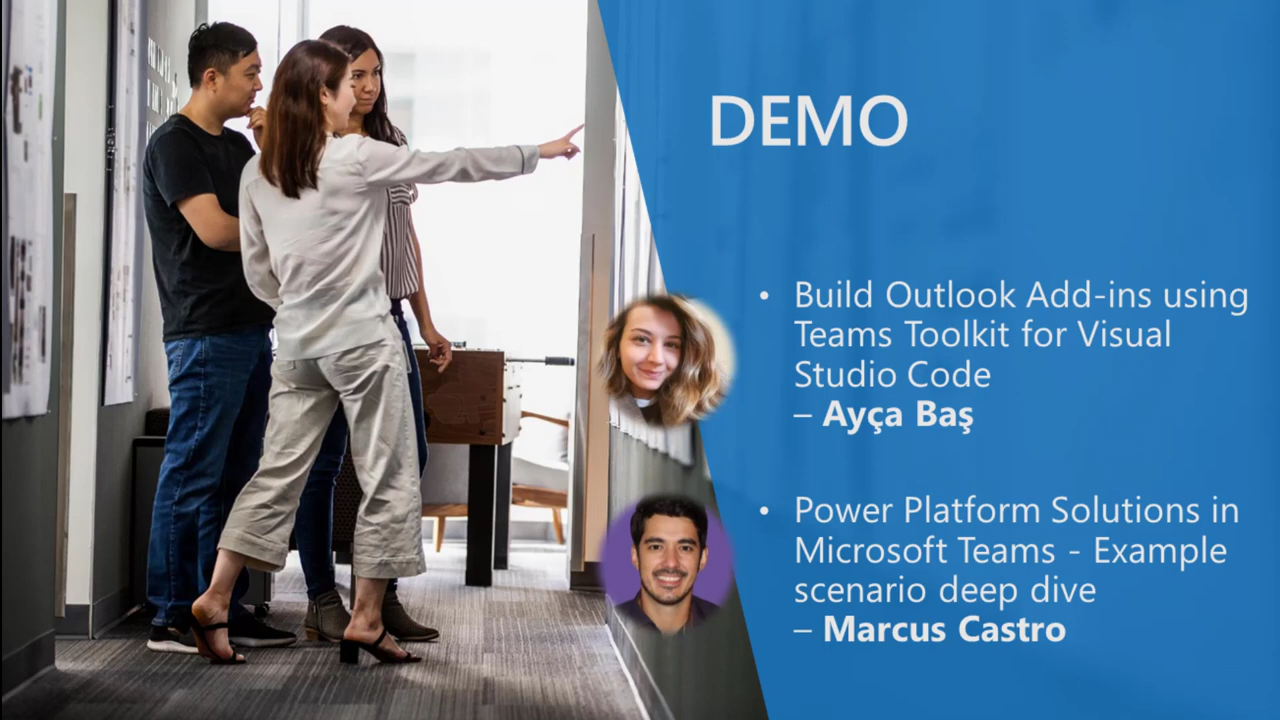 DEMO
• Build Outlook Add-ins using
Teams Toolkit for Visual
Studio Code
– Ayça Baş
• Power Platform Solutions in
Microsoft Teams - Example
scenario deep dive
– Marcus Castro